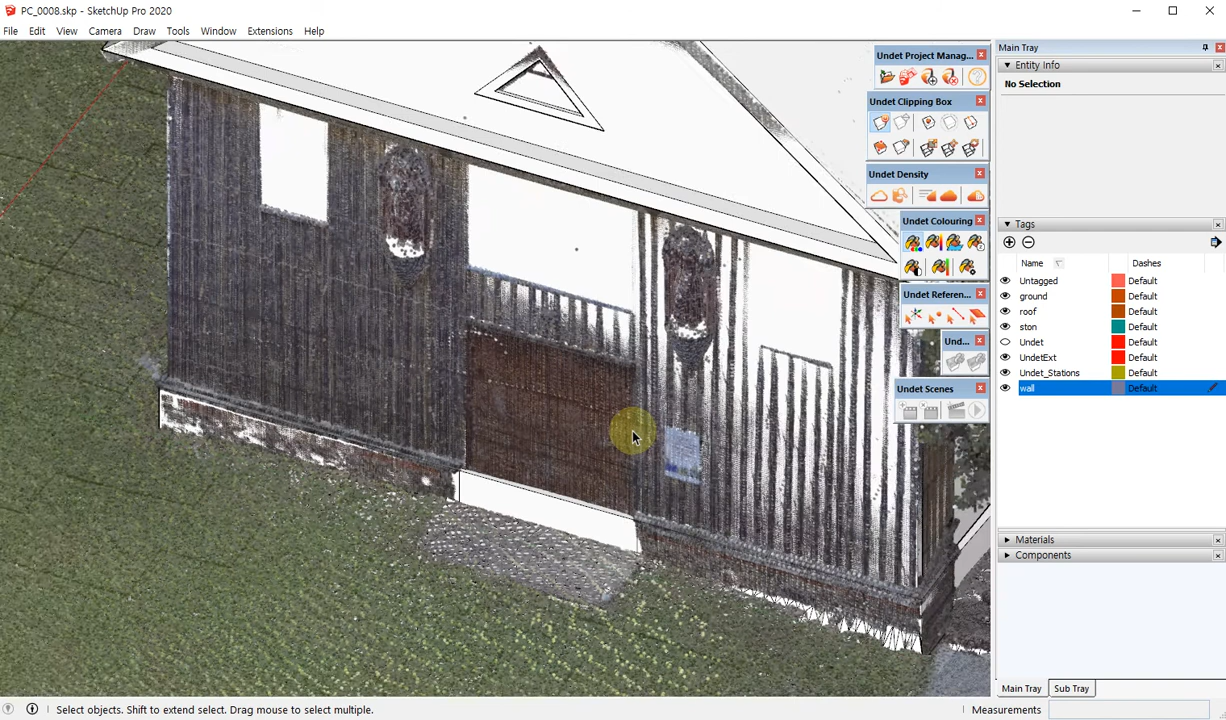 PC_0008.skp - SketchUp Pro 2020
File Edit View Camera Draw Tools Window Extensions Help
Undet Project Manag...
Undet Clipping Box
Undet Density
Undet Colouring
Undet Referen...
Und...
Undet Scenes
Main Tray
Entity Info
No Selection
Tags
Name Dashes
Untagged Default
ground Default
roof Default
ston Default
Undet Default
UndetExt Default
Undet_Stations Default
wall Default
Materials
Components
Main Tray Sub Tray
Select objects. Shift to extend select. Drag mouse to select multiple.
Measurements